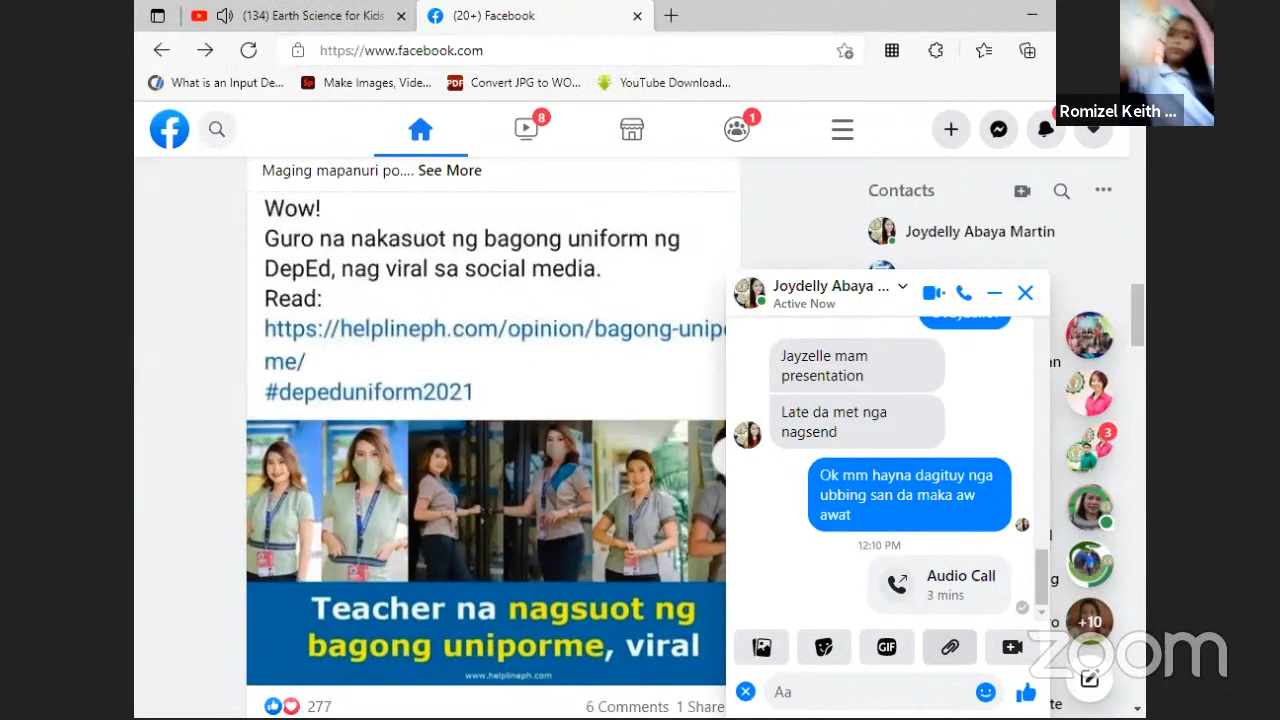 (134) Earth Science for Kids
(20+) Facebook
https://www.facebook.com
What is an Input De...
Make Images, Vide...
PDF
Convert JPG to WO...
YouTube Download...
Romizel Keith ...
8
1
Maging mapanuri po.... See More
Wow!
Guro na nakasuot ng bagong uniform ng
DepEd, nag viral sa social media.
Read:
https://helplineph.com/opinion/bagong-unipo
me/
#depeduniform2021
Teacher na nagsuot ng
bagong uniporme, viral
www.helplineph.com
277
6 Comments 1 Share
Contacts
Joydelly Abaya Martin
Joydelly Abaya ...
Active Now
Jayzelle mam
presentation
Late da met nga
nagsend
Ok mm hayna dagituy nga
ubbing san da maka aw
awat
12:10 PM
Audio Call
3 mins
GIF
Aa
3
+10
zoom